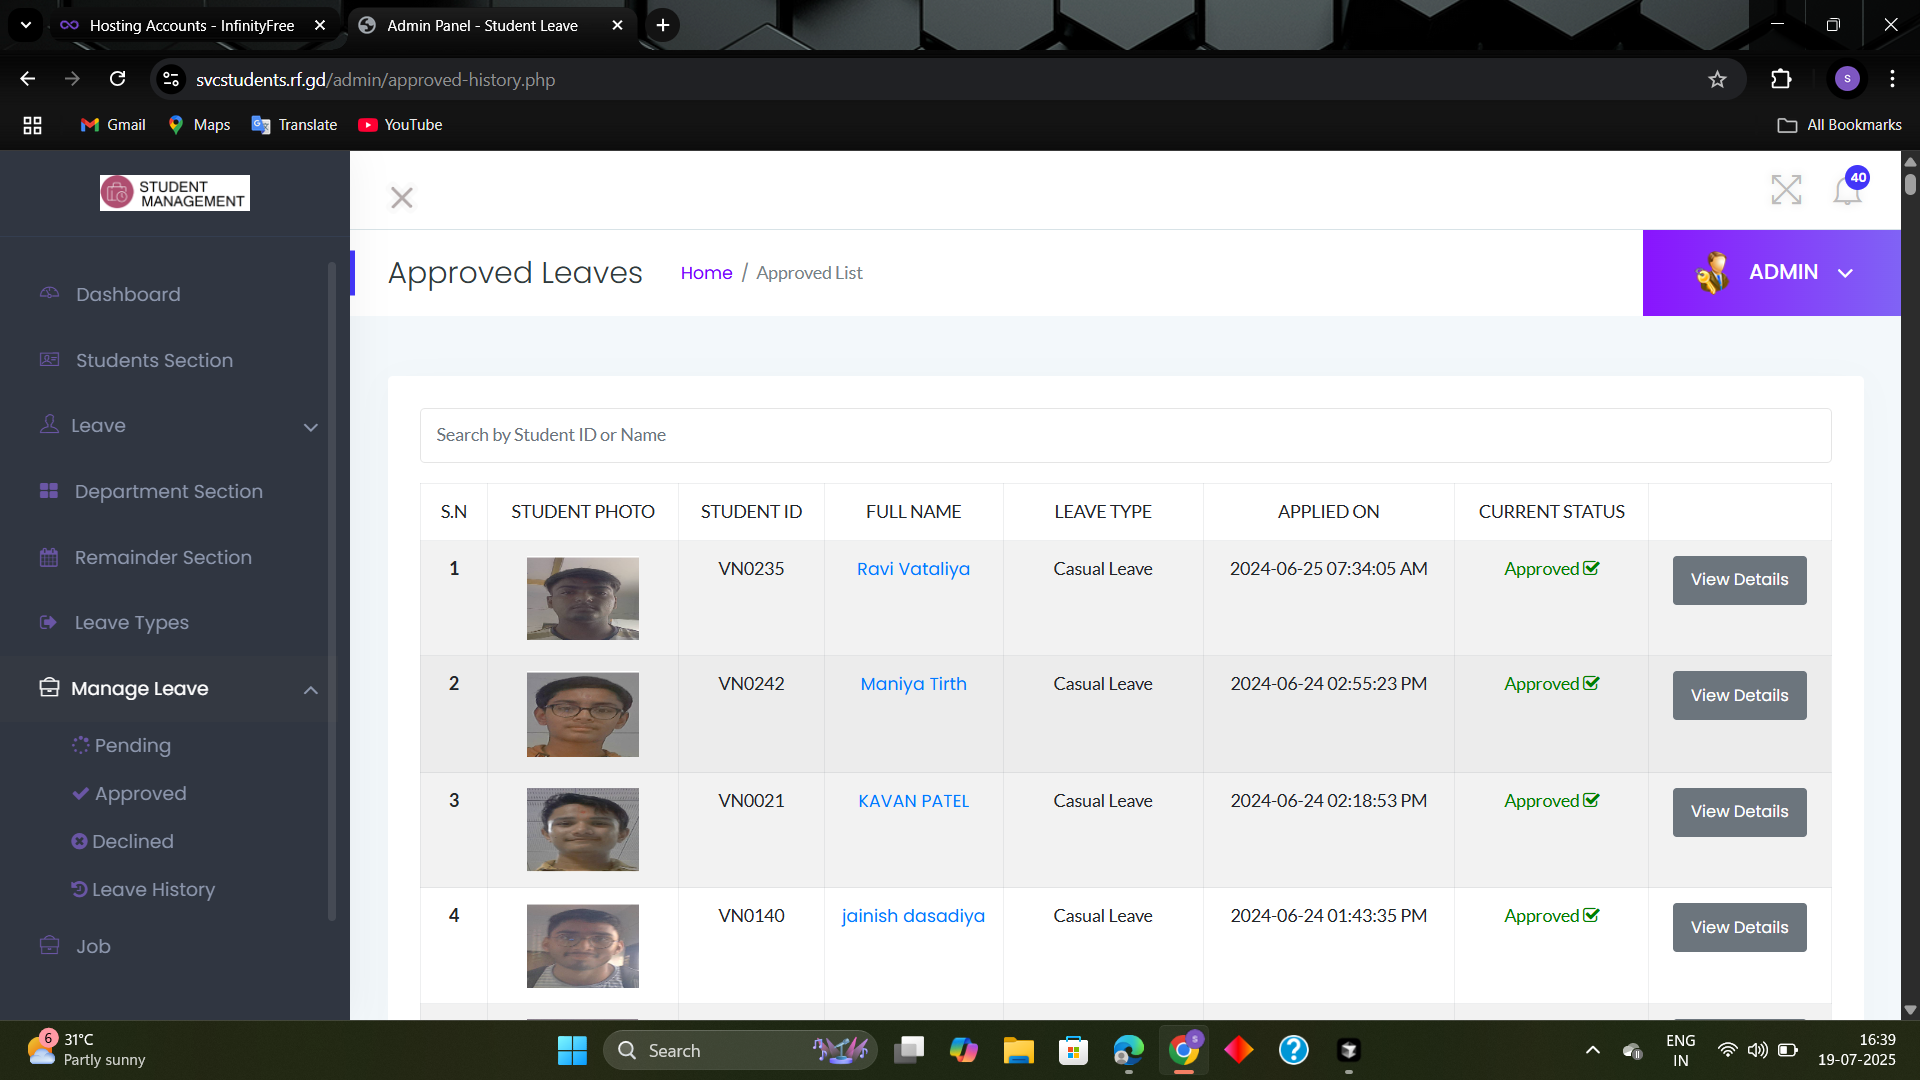 Hosting Accounts - InfinityFree
Admin Panel - Student Leave
svcstudents.rf.gd/admin/approved-history.php
S
Gmail
Maps
Translate
YouTube
All Bookmarks
STUDENT
MANAGEMENT
40
Approved Leaves
Home / Approved List
ADMIN
Dashboard
Students Section
Leave
Department Section
Remainder Section
Leave Types
Manage Leave
Pending
Approved
Declined
Leave History
Job
Search by Student ID or Name
S.N STUDENT PHOTO STUDENT ID FULL NAME LEAVE TYPE APPLIED ON CURRENT STATUS
1 VN0235 Ravi Vataliya Casual Leave 2024-06-25 07:34:05 AM Approved View Details
2 VN0242 Maniya Tirth Casual Leave 2024-06-24 02:55:23 PM Approved View Details
3 VN0021 KAVAN PATEL Casual Leave 2024-06-24 02:18:53 PM Approved View Details
4 VN0140 jainish dasadiya Casual Leave 2024-06-24 01:43:35 PM Approved View Details
6
31°C
Partly sunny
Search
S
ENG
IN
16:39
19-07-2025